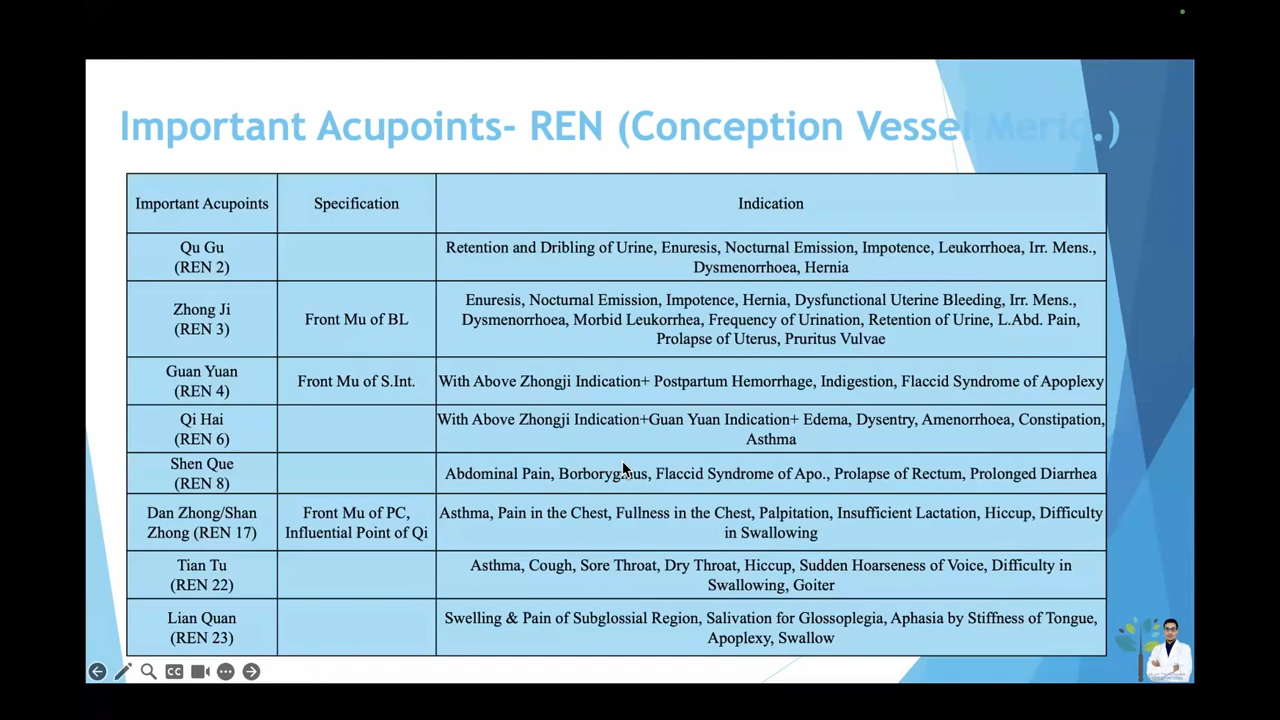 Important Acupoints- REN (Conception Vessel Merid.)
Important Acupoints
Specification
Indication
Qu Gu
(REN 2)
Retention and Dribling of Urine, Enuresis, Nocturnal Emission, Impotence, Leukorrhoea, Irr. Mens.,
Dysmenorrhoea, Hernia
Zhong Ji
(REN 3)
Front Mu of BL
Enuresis, Nocturnal Emission, Impotence, Hernia, Dysfunctional Uterine Bleeding, Irr. Mens.,
Dysmenorrhoea, Morbid Leukorrhea, Frequency of Urination, Retention of Urine, L.Abd. Pain,
Prolapse of Uterus, Pruritus Vulvae
Guan Yuan
(REN 4)
Front Mu of S.Int.
With Above Zhongji Indication+ Postpartum Hemorrhage, Indigestion, Flaccid Syndrome of Apoplexy
Qi Hai
(REN 6)
With Above Zhongji Indication+Guan Yuan Indication+ Edema, Dysentry, Amenorrhoea, Constipation,
Asthma
Shen Que
(REN 8)
Abdominal Pain, Borborygmus, Flaccid Syndrome of Apo., Prolapse of Rectum, Prolonged Diarrhea
Dan Zhong/Shan
Zhong (REN 17)
Front Mu of PC,
Influential Point of Qi
Asthma, Pain in the Chest, Fullness in the Chest, Palpitation, Insufficient Lactation, Hiccup, Difficulty
in Swallowing
Tian Tu
(REN 22)
Asthma, Cough, Sore Throat, Dry Throat, Hiccup, Sudden Hoarseness of Voice, Difficulty in
Swallowing, Goiter
Lian Quan
(REN 23)
Swelling & Pain of Subglossial Region, Salivation for Glossoplegia, Aphasia by Stiffness of Tongue,
Apoplexy, Swallow
CC